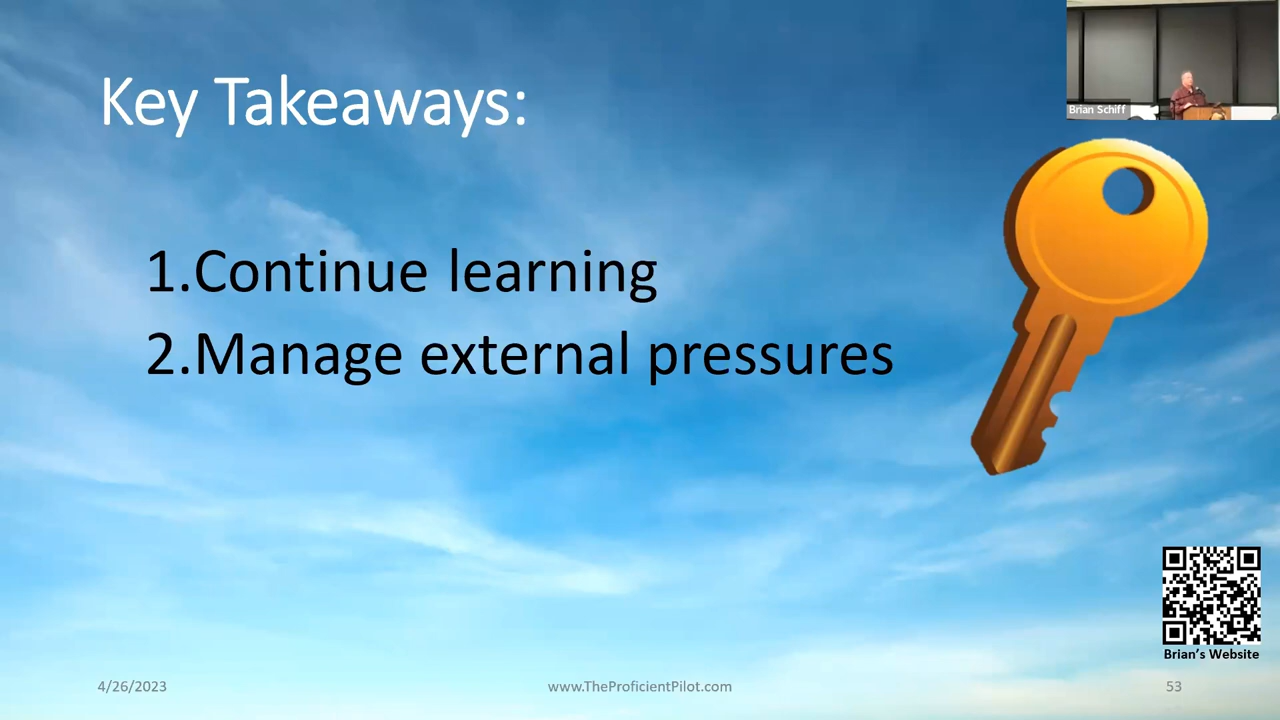 Brian Schiff
Key Takeaways:
1.Continue learning
2.Manage external pressures
Brian's Website
4/26/2023
www.TheProficientPilot.com
53